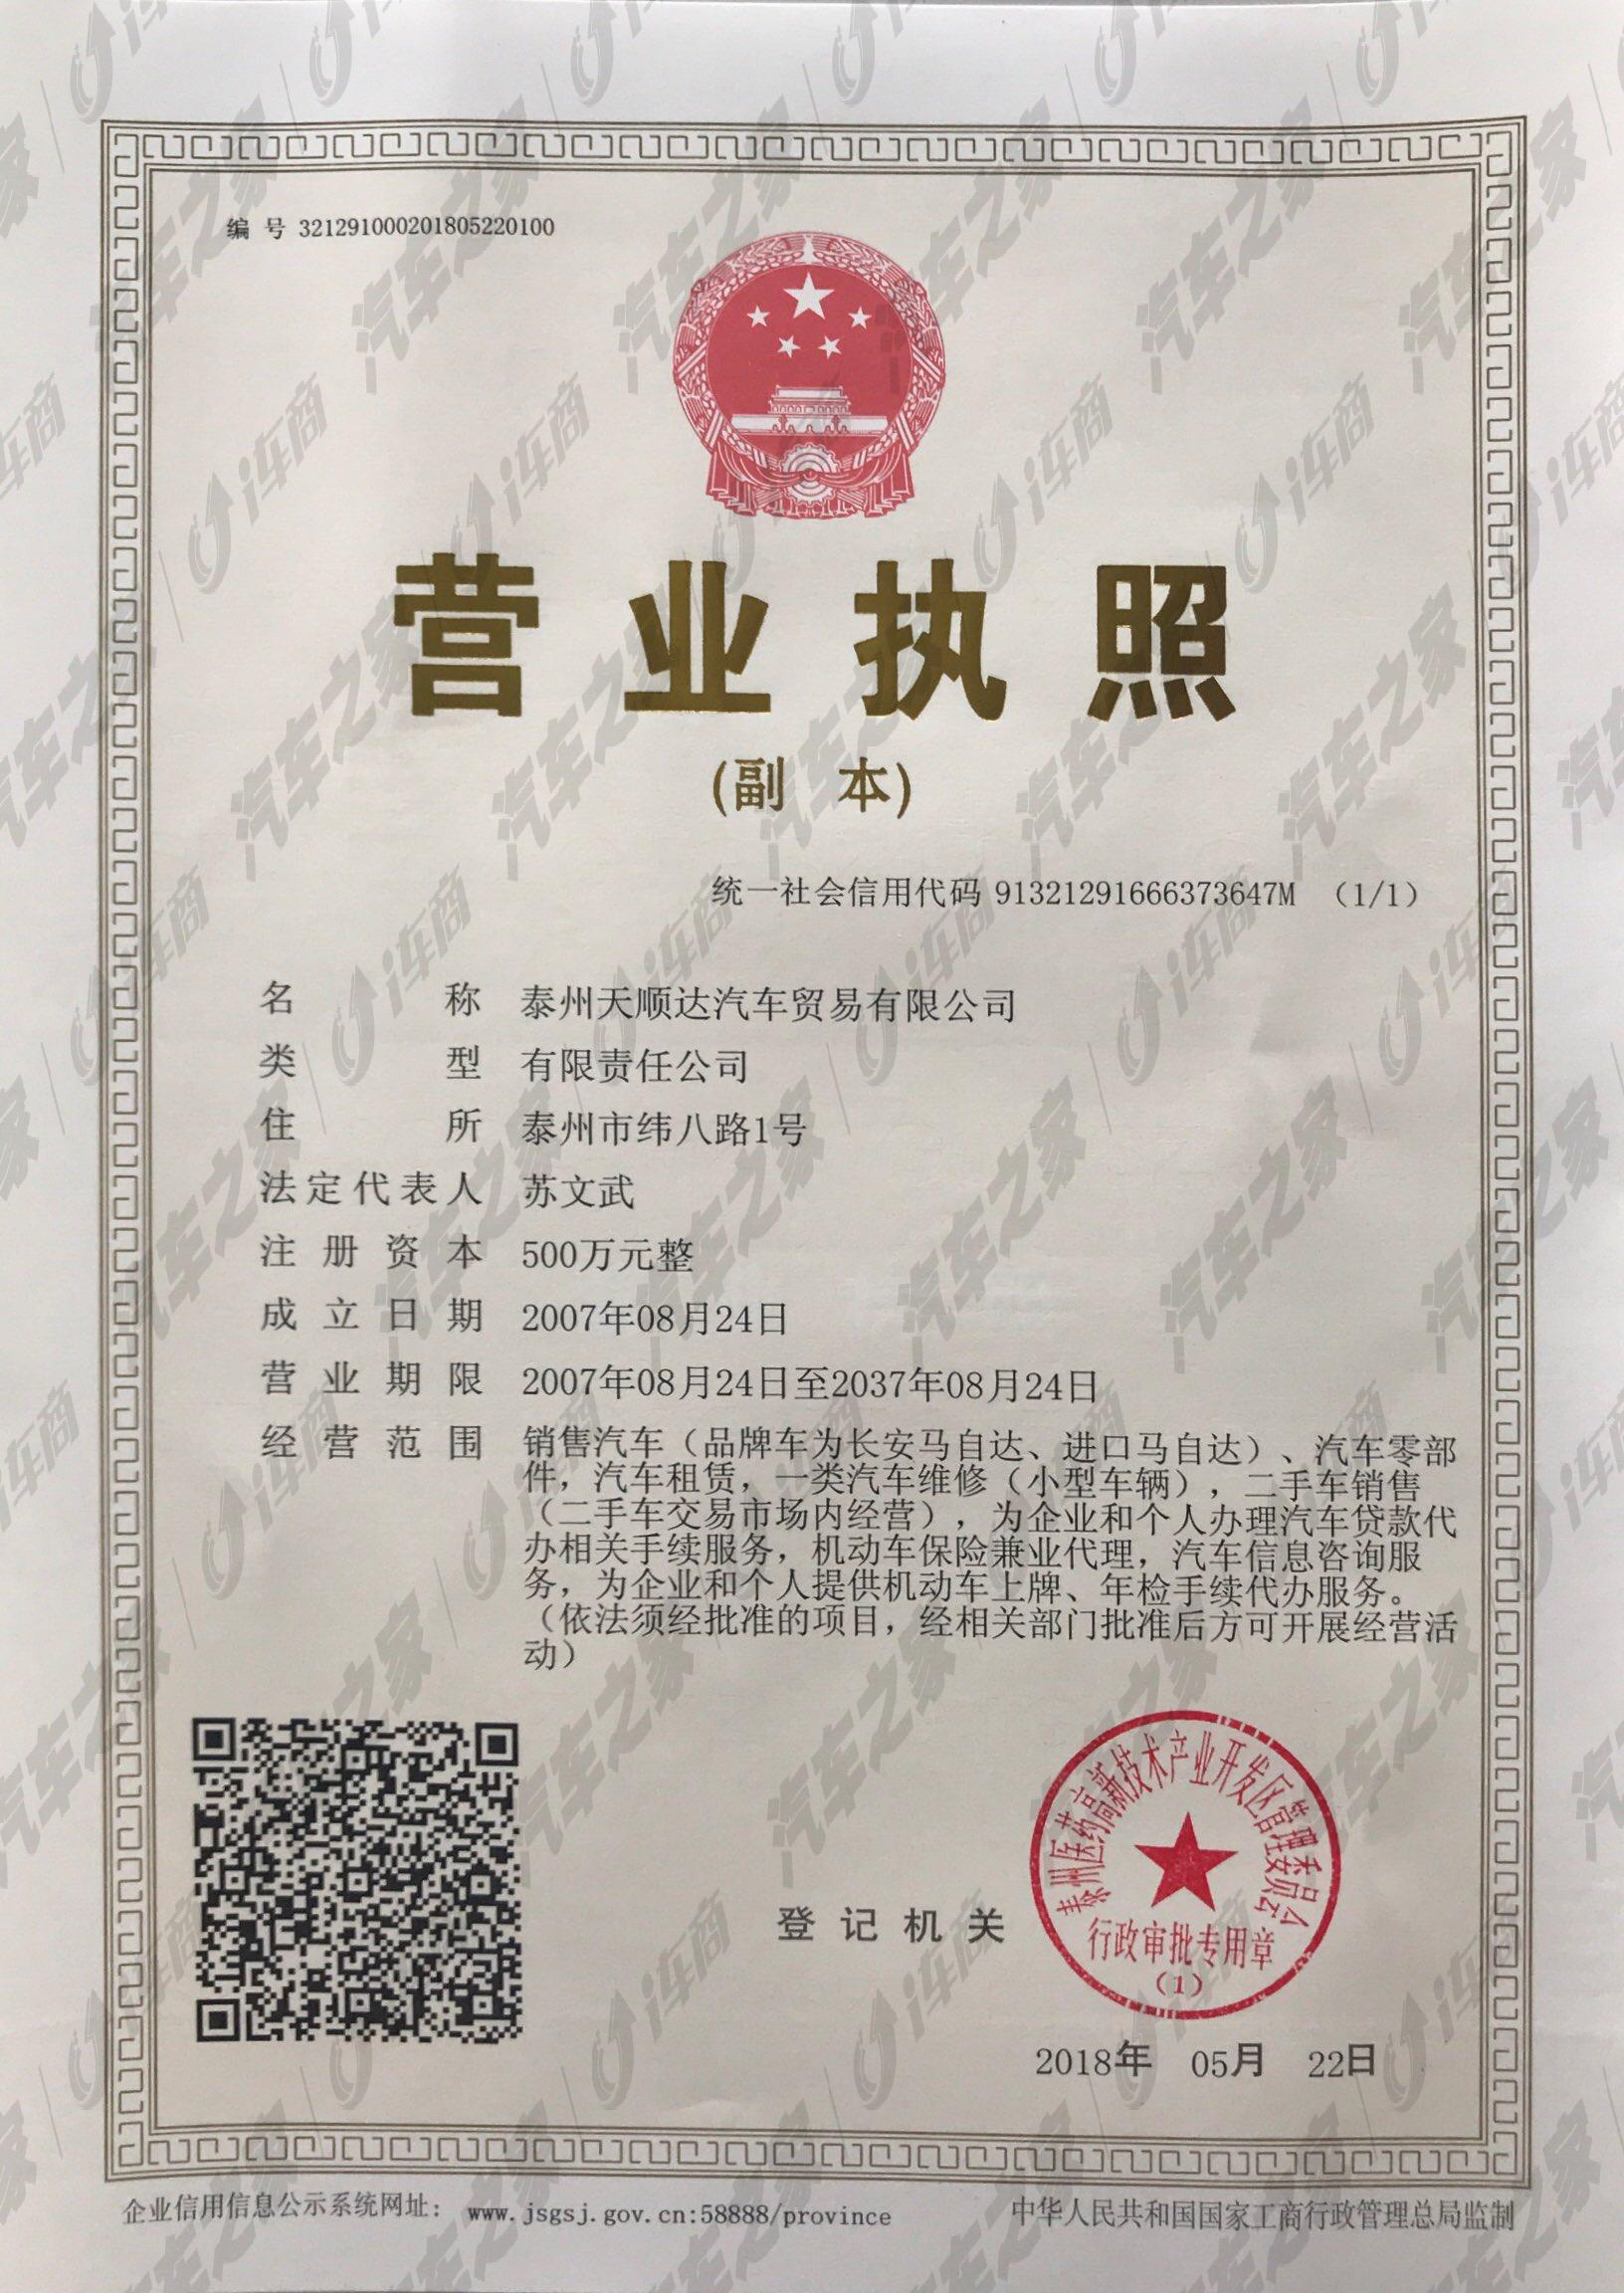 编 号 321291000201805220100
营业执照
(副 本)
统一社会信用代码 91321291666373647M （1/1）
名称 泰州天顺达汽车贸易有限公司
类型 有限责任公司
住所 泰州市纬八路1号
法定代表人 苏文武
注册资本 500万元整
成立日期 2007年08月24日
营业期限 2007年08月24日至2037年08月24日
经营范围 销售汽车（品牌车为长安马自达、进口马自达）、汽车零部
件，汽车租赁，一类汽车维修（小型车辆），二手车销售
（二手车交易市场内经营），为企业和个人办理汽车贷款代
办相关手续服务，机动车保险兼业代理，汽车信息咨询服
务，为企业和个人提供机动车上牌、年检手续代办服务。
（依法须经批准的项目，经相关部门批准后方可开展经营活
动）
泰州医药高新技术产业开发区管理委员会
行政审批专用章
（1）
登记机关
2018年 05月 22日
企业信用信息公示系统网址： www.jsgsj.gov.cn:58888/province
中华人民共和国国家工商行政管理总局监制
汽车之家
i车商